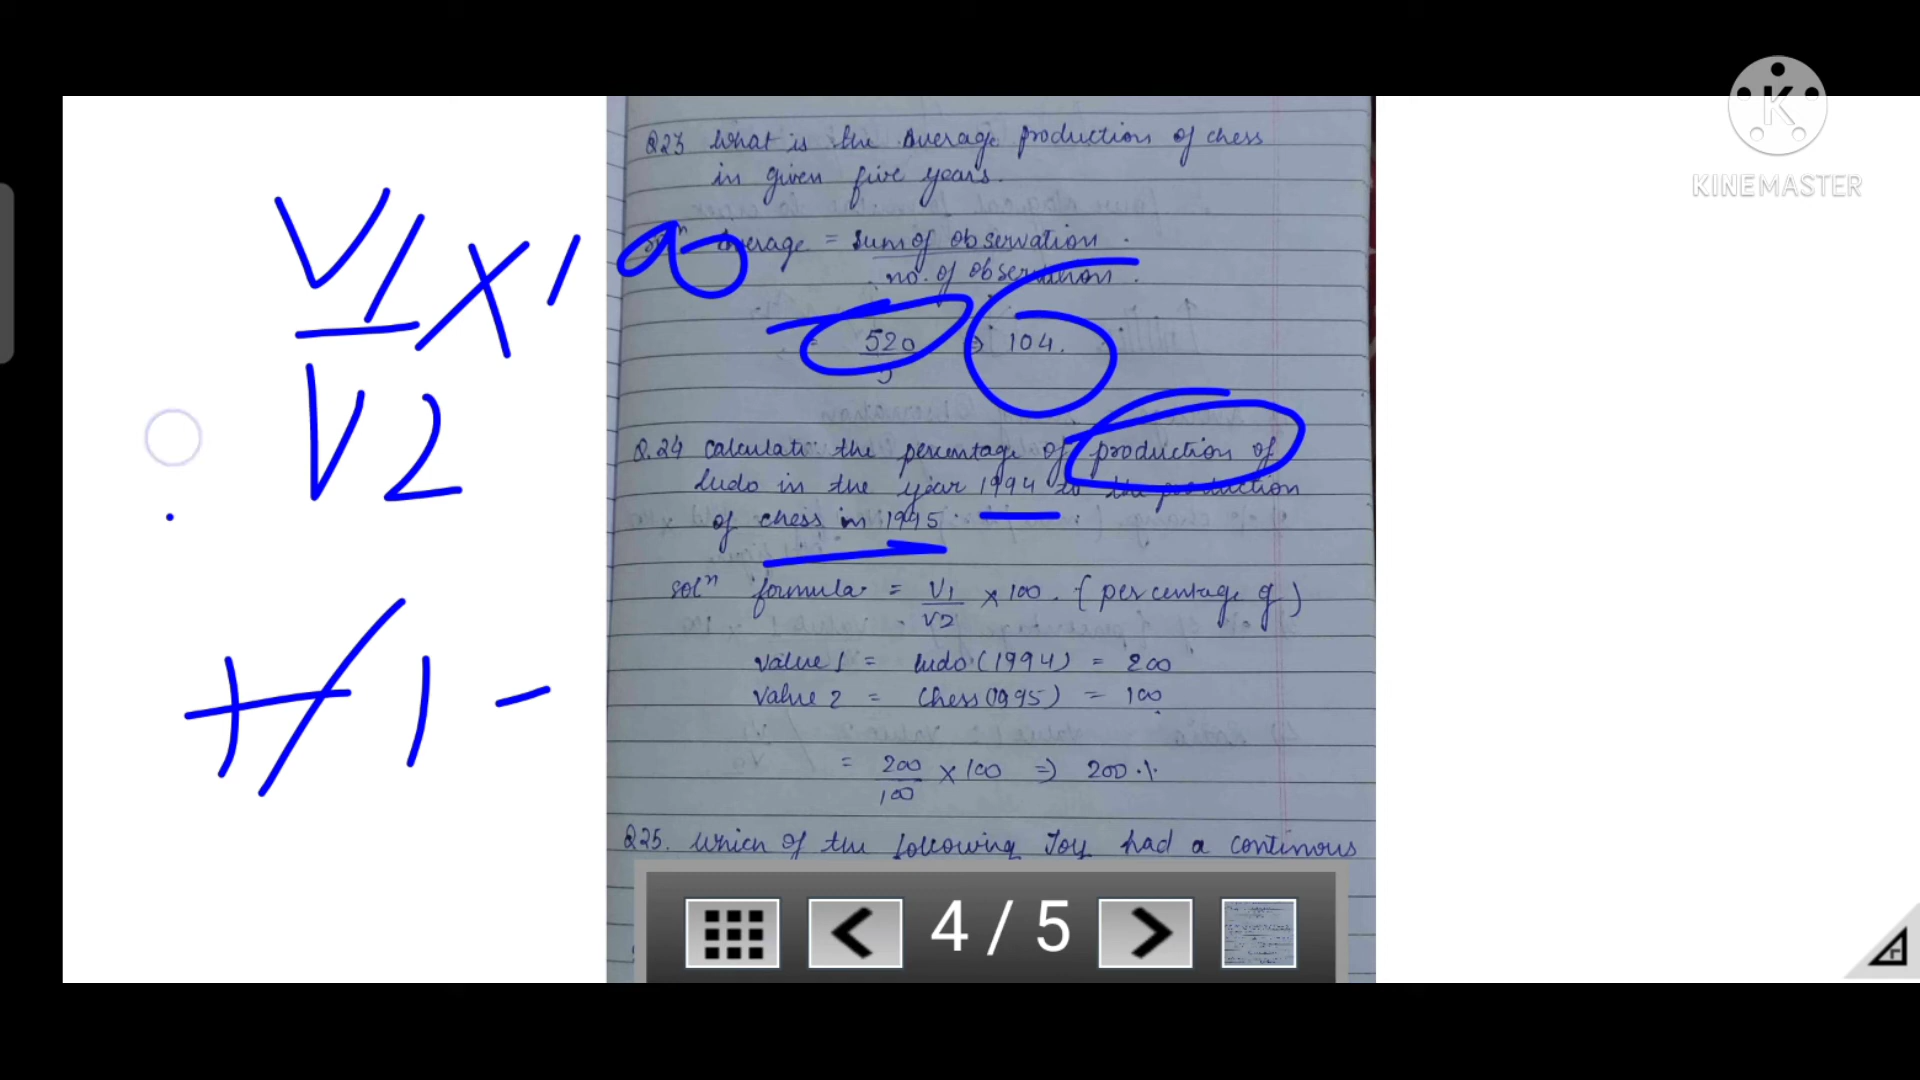 KINEMASTER
V1 X100
V2
Q23 What is the Average production of chess
in given five years.
solⁿ Average = sum of observation
no. of observation
= 520 ⇒ 104.
5
Q.24 Calculate the percentage of production of
Ludo in the year 1994 to the production
of chess in 1995.
solⁿ formula = V1 × 100. {percentage of)
V2
Value 1 = Ludo (1994) = 200
Value 2 = Chess (1995) = 100
= 200 × 100 ⇒ 200 %
100
Q25. Which of the following Toy had a continous
4 / 5